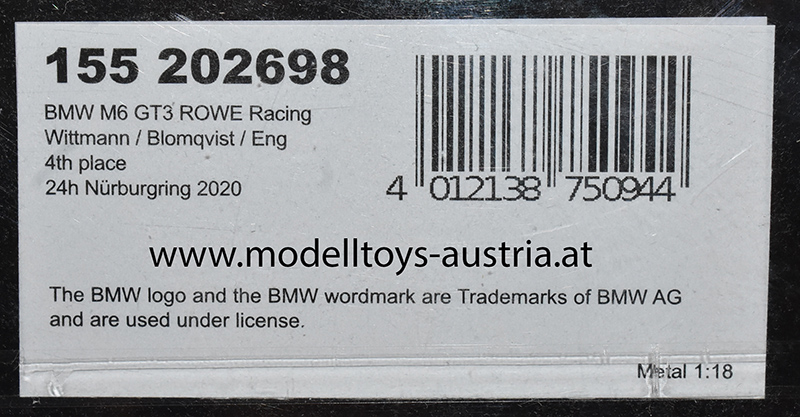 155 202698
BMW M6 GT3 ROWE Racing
Wittmann / Blomqvist / Eng
4th place
24h Nürburgring 2020
4 012138 750944
www.modelltoys-austria.at
The BMW logo and the BMW wordmark are Trademarks of BMW AG
and are used under license.
Metal 1:18